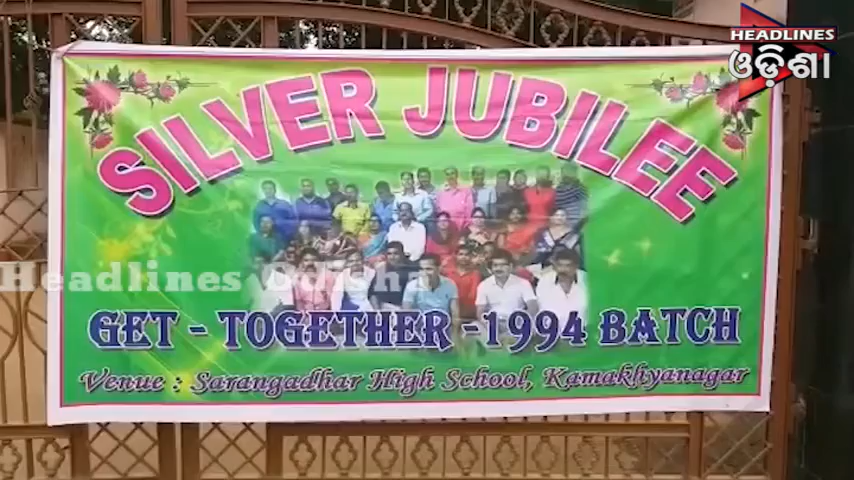 HEADLINES
ଓଡ଼ିଶା
SILVER JUBILEE
Headlines Odisha
GET - TOGETHER - 1994 BATCH
Venue : Sarangadhar High School, Kamakhyanagar